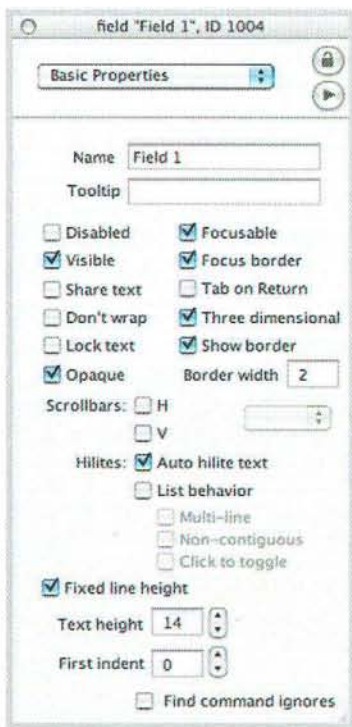 field "Field 1", ID 1004
Basic Properties
Name Field 1
Tooltip
Disabled Focusable
Visible Focus border
Share text Tab on Return
Don't wrap Three dimensional
Lock text Show border
Opaque Border width 2
Scrollbars: H
V
Hilites: Auto hilite text
List behavior
Multi-line
Non-contiguous
Click to toggle
Fixed line height
Text height 14
First indent 0
Find command ignores